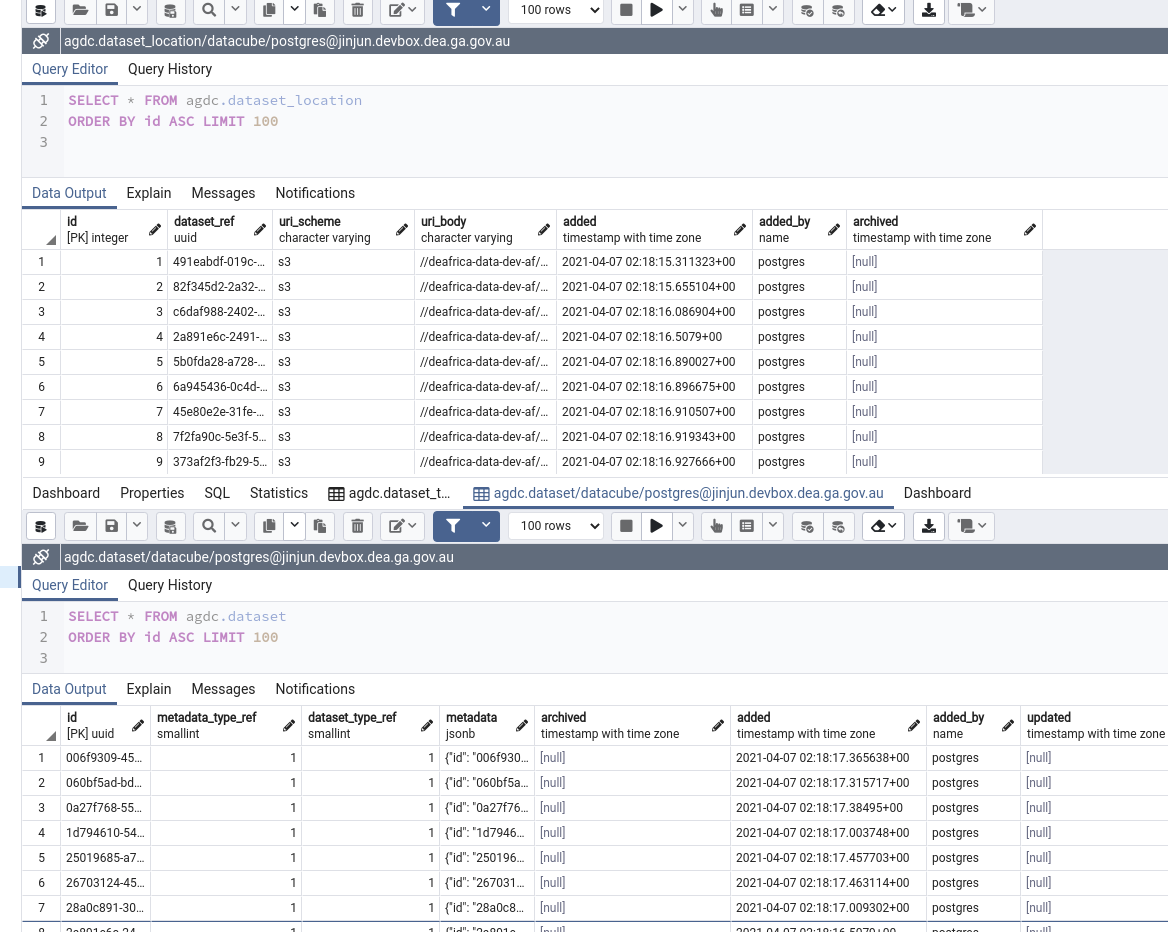 100 rows
agdc.dataset_location/datacube/postgres@jinjun.devbox.dea.ga.gov.au
Query Editor Query History
1 SELECT * FROM agdc.dataset_location
2 ORDER BY id ASC LIMIT 100
3
Data Output Explain Messages Notifications
id dataset_ref uri_scheme uri_body added added_by archived
[PK] integer uuid character varying character varying timestamp with time zone name timestamp with time zone
1 1 491eabdf-019c-... s3 //deafrica-data-dev-af/... 2021-04-07 02:18:15.311323+00 postgres [null]
2 2 82f345d2-2a32-... s3 //deafrica-data-dev-af/... 2021-04-07 02:18:15.655104+00 postgres [null]
3 3 c6daf988-2402-... s3 //deafrica-data-dev-af/... 2021-04-07 02:18:16.086904+00 postgres [null]
4 4 2a891e6c-2491-... s3 //deafrica-data-dev-af/... 2021-04-07 02:18:16.5079+00 postgres [null]
5 5 5b0fda28-a728-... s3 //deafrica-data-dev-af/... 2021-04-07 02:18:16.890027+00 postgres [null]
6 6 6a945436-0c4d-... s3 //deafrica-data-dev-af/... 2021-04-07 02:18:16.896675+00 postgres [null]
7 7 45e80e2e-31fe-... s3 //deafrica-data-dev-af/... 2021-04-07 02:18:16.910507+00 postgres [null]
8 8 7f2fa90c-5e3f-5... s3 //deafrica-data-dev-af/... 2021-04-07 02:18:16.919343+00 postgres [null]
9 9 373af2f3-fb29-5... s3 //deafrica-data-dev-af/... 2021-04-07 02:18:16.927666+00 postgres [null]
Dashboard Properties SQL Statistics agdc.dataset_t... agdc.dataset/datacube/postgres@jinjun.devbox.dea.ga.gov.au Dashboard
100 rows
agdc.dataset/datacube/postgres@jinjun.devbox.dea.ga.gov.au
Query Editor Query History
1 SELECT * FROM agdc.dataset
2 ORDER BY id ASC LIMIT 100
3
Data Output Explain Messages Notifications
id metadata_type_ref dataset_type_ref metadata archived added added_by updated
[PK] uuid smallint smallint jsonb timestamp with time zone timestamp with time zone name timestamp with time zone
1 006f9309-45... 1 1 {"id": "006f930... [null] 2021-04-07 02:18:17.365638+00 postgres [null]
2 060bf5ad-bd... 1 1 {"id": "060bf5a... [null] 2021-04-07 02:18:17.315717+00 postgres [null]
3 0a27f768-55... 1 1 {"id": "0a27f76... [null] 2021-04-07 02:18:17.38495+00 postgres [null]
4 1d794610-54... 1 1 {"id": "1d7946... [null] 2021-04-07 02:18:17.003748+00 postgres [null]
5 25019685-a7... 1 1 {"id": "250196... [null] 2021-04-07 02:18:17.457703+00 postgres [null]
6 26703124-45... 1 1 {"id": "267031... [null] 2021-04-07 02:18:17.463114+00 postgres [null]
7 28a0c891-30... 1 1 {"id": "28a0c8... [null] 2021-04-07 02:18:17.009302+00 postgres [null]